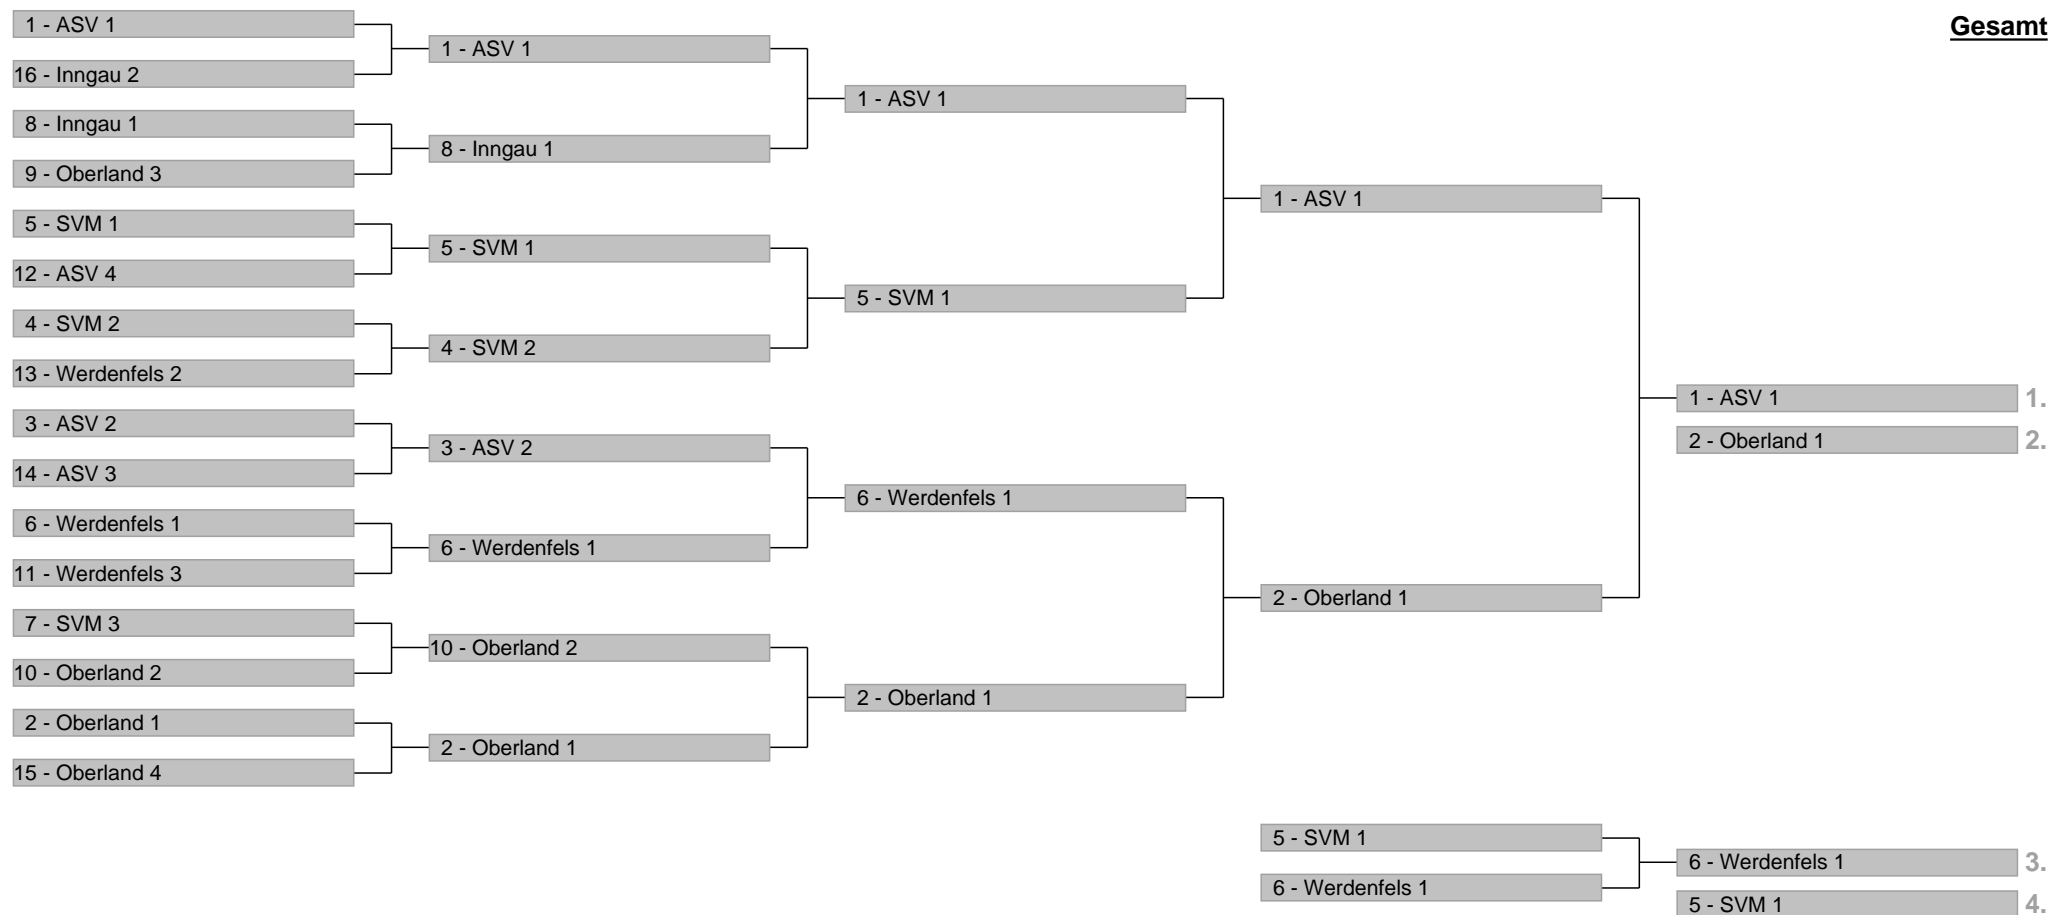 Gesamt
1 - ASV 1
16 - Inngau 2
8 - Inngau 1
9 - Oberland 3
5 - SVM 1
12 - ASV 4
4 - SVM 2
13 - Werdenfels 2
3 - ASV 2
14 - ASV 3
6 - Werdenfels 1
11 - Werdenfels 3
7 - SVM 3
10 - Oberland 2
2 - Oberland 1
15 - Oberland 4
1 - ASV 1
8 - Inngau 1
5 - SVM 1
4 - SVM 2
3 - ASV 2
6 - Werdenfels 1
10 - Oberland 2
2 - Oberland 1
1 - ASV 1
5 - SVM 1
6 - Werdenfels 1
2 - Oberland 1
1 - ASV 1
2 - Oberland 1
1 - ASV 1 1.
2 - Oberland 1 2.
5 - SVM 1
6 - Werdenfels 1
6 - Werdenfels 1 3.
5 - SVM 1 4.